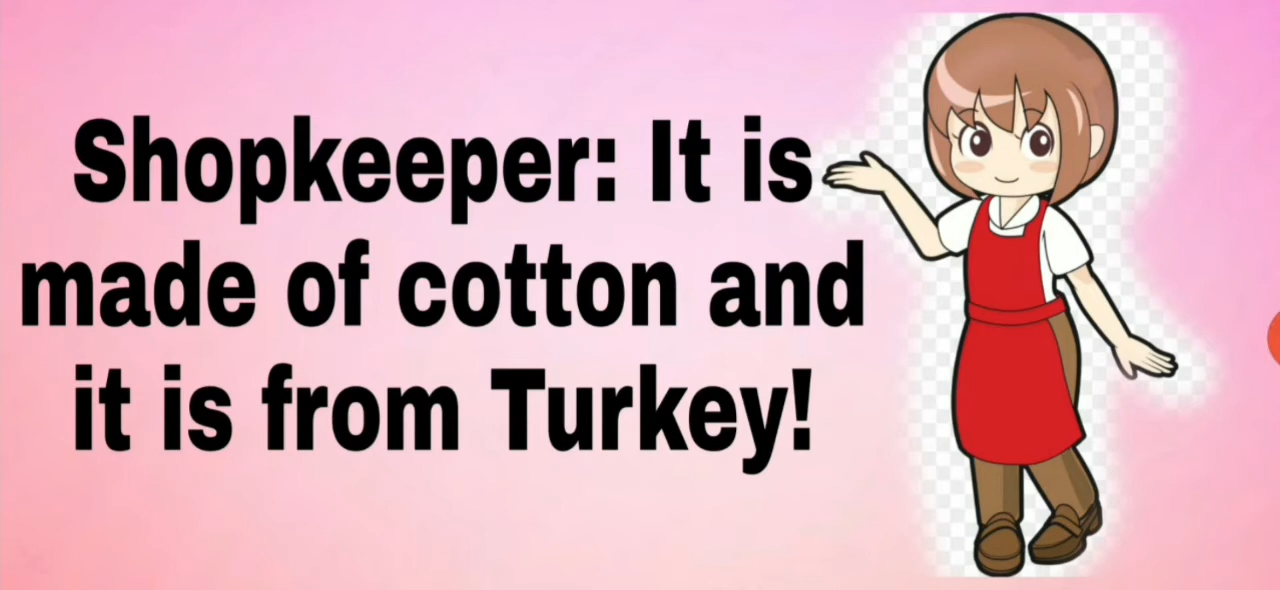 Shopkeeper: It is
made of cotton and
it is from Turkey!